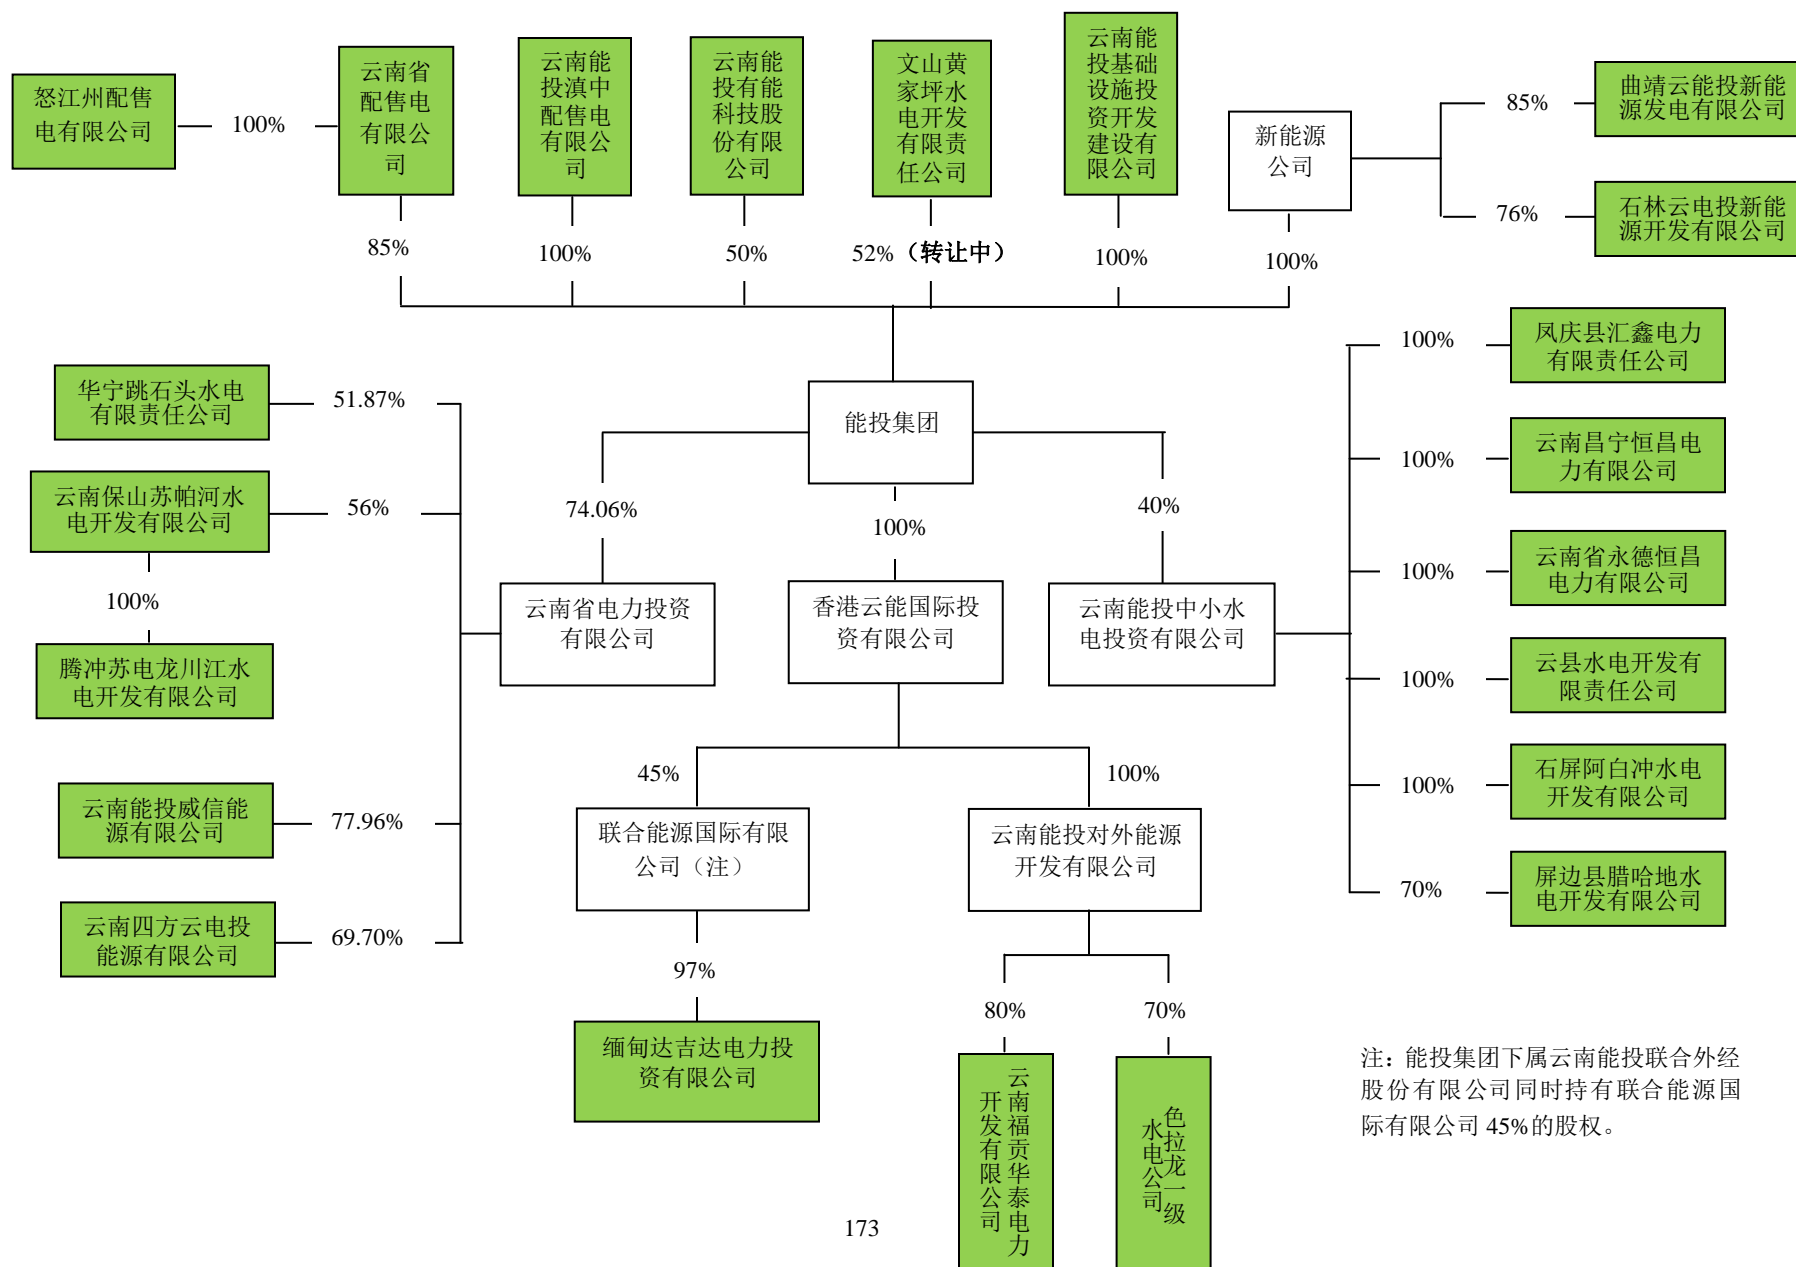 怒江州配售
电有限公司
100%
云南省
配售电
有限公
司
云南能
投滇中
配售电
有限公
司
云南能
投有能
科技股
份有限
公司
文山黄
家坪水
电开发
有限责
任公司
云南能
投基础
设施投
资开发
建设有
限公司
新能源
公司
85%
曲靖云能投新能
源发电有限公司
76%
石林云电投新能
源开发有限公司
85%
100%
50%
52%（转让中）
100%
100%
华宁跳石头水电
有限责任公司
51.87%
云南保山苏帕河水
电开发有限公司
56%
100%
腾冲苏电龙川江水
电开发有限公司
云南能投威信能
源有限公司
77.96%
云南四方云电投
能源有限公司
69.70%
能投集团
74.06%
100%
40%
云南省电力投资
有限公司
香港云能国际投
资有限公司
云南能投中小水
电投资有限公司
100%
凤庆县汇鑫电力
有限责任公司
100%
云南昌宁恒昌电
力有限公司
100%
云南省永德恒昌
电力有限公司
100%
云县水电开发有
限责任公司
100%
石屏阿白冲水电
开发有限公司
70%
屏边县腊哈地水
电开发有限公司
45%
100%
联合能源国际有限
公司（注）
云南能投对外能源
开发有限公司
97%
缅甸达吉达电力投
资有限公司
80%
70%
云南福贡华泰电力
开发有限公司
色拉龙一级
水电公司
注：能投集团下属云南能投联合外经
股份有限公司同时持有联合能源国
际有限公司 45%的股权。
173